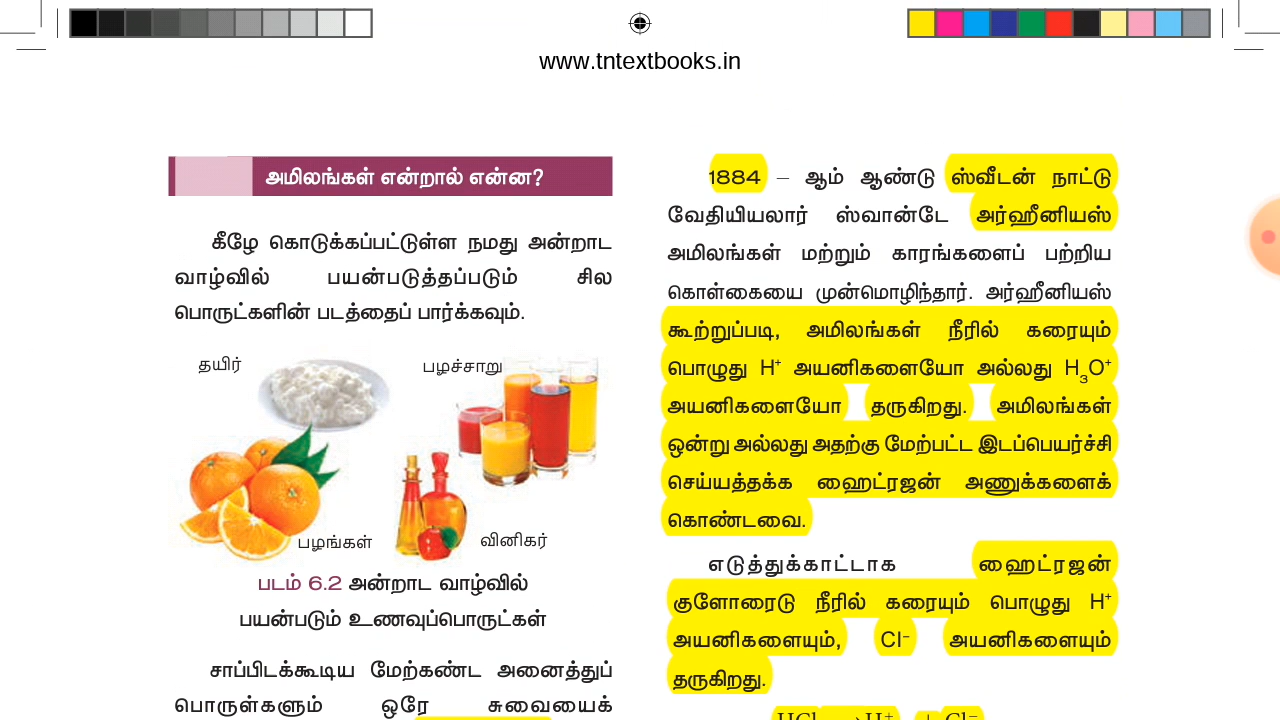 www.tntextbooks.in
அமிலங்கள் என்றால் என்ன?
கீழே கொடுக்கப்பட்டுள்ள நமது அன்றாட
வாழ்வில் பயன்படுத்தப்படும் சில
பொருட்களின் படத்தைப் பார்க்கவும்.
தயிர்
பழச்சாறு
பழங்கள்
வினிகர்
படம் 6.2 அன்றாட வாழ்வில்
பயன்படும் உணவுப்பொருட்கள்
சாப்பிடக்கூடிய மேற்கண்ட அனைத்துப்
பொருள்களும் ஒரே சுவையைக்
1884 – ஆம் ஆண்டு ஸ்வீடன் நாட்டு
வேதியியலார் ஸ்வான்டே அர்ஹீனியஸ்
அமிலங்கள் மற்றும் காரங்களைப் பற்றிய
கொள்கையை முன்மொழிந்தார். அர்ஹீனியஸ்
கூற்றுப்படி, அமிலங்கள் நீரில் கரையும்
பொழுது H⁺ அயனிகளையோ அல்லது H₃O⁺
அயனிகளையோ தருகிறது. அமிலங்கள்
ஒன்று அல்லது அதற்கு மேற்பட்ட இடப்பெயர்ச்சி
செய்யத்தக்க ஹைட்ரஜன் அணுக்களைக்
கொண்டவை.
எடுத்துக்காட்டாக ஹைட்ரஜன்
குளோரைடு நீரில் கரையும் பொழுது H⁺
அயனிகளையும், Cl⁻ அயனிகளையும்
தருகிறது.
HCl → H⁺ + Cl⁻